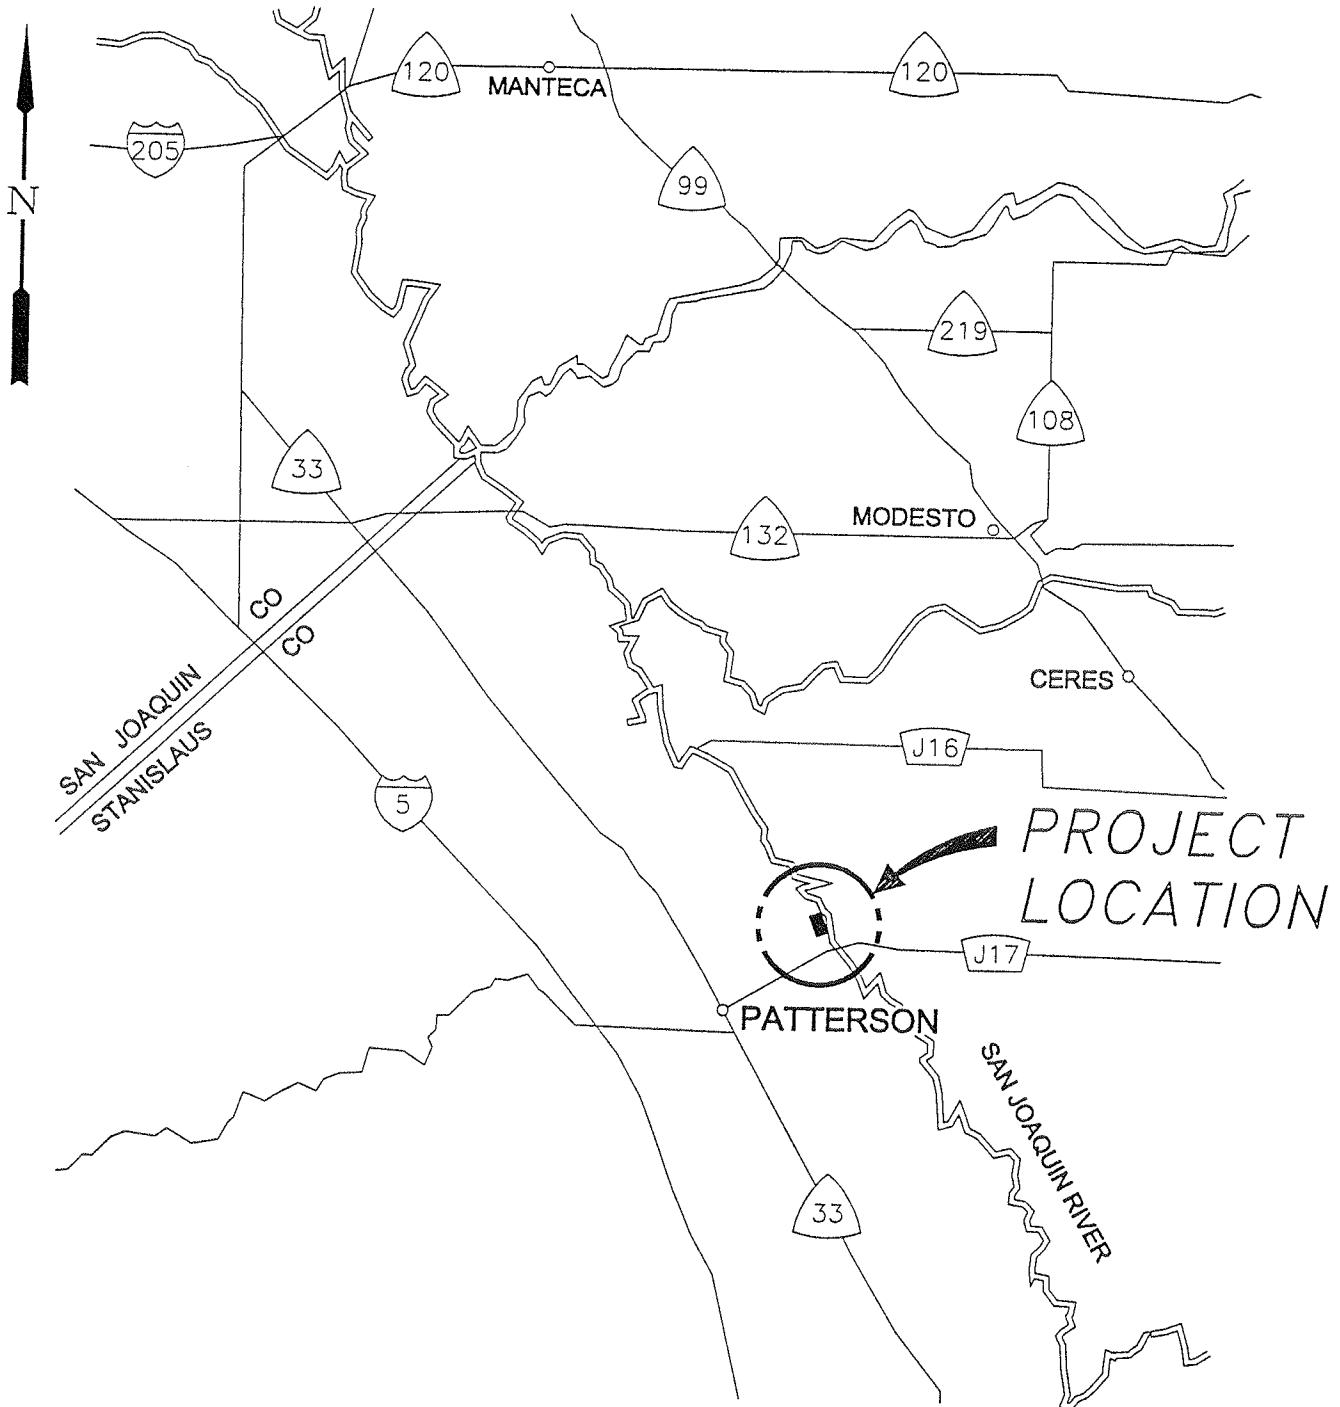 120
MANTECA
120
205
99
N
219
108
33
MODESTO
132
SAN JOAQUIN CO
STANISLAUS CO
CERES
J16
5
PROJECT
LOCATION
J17
PATTERSON
SAN JOAQUIN RIVER
33